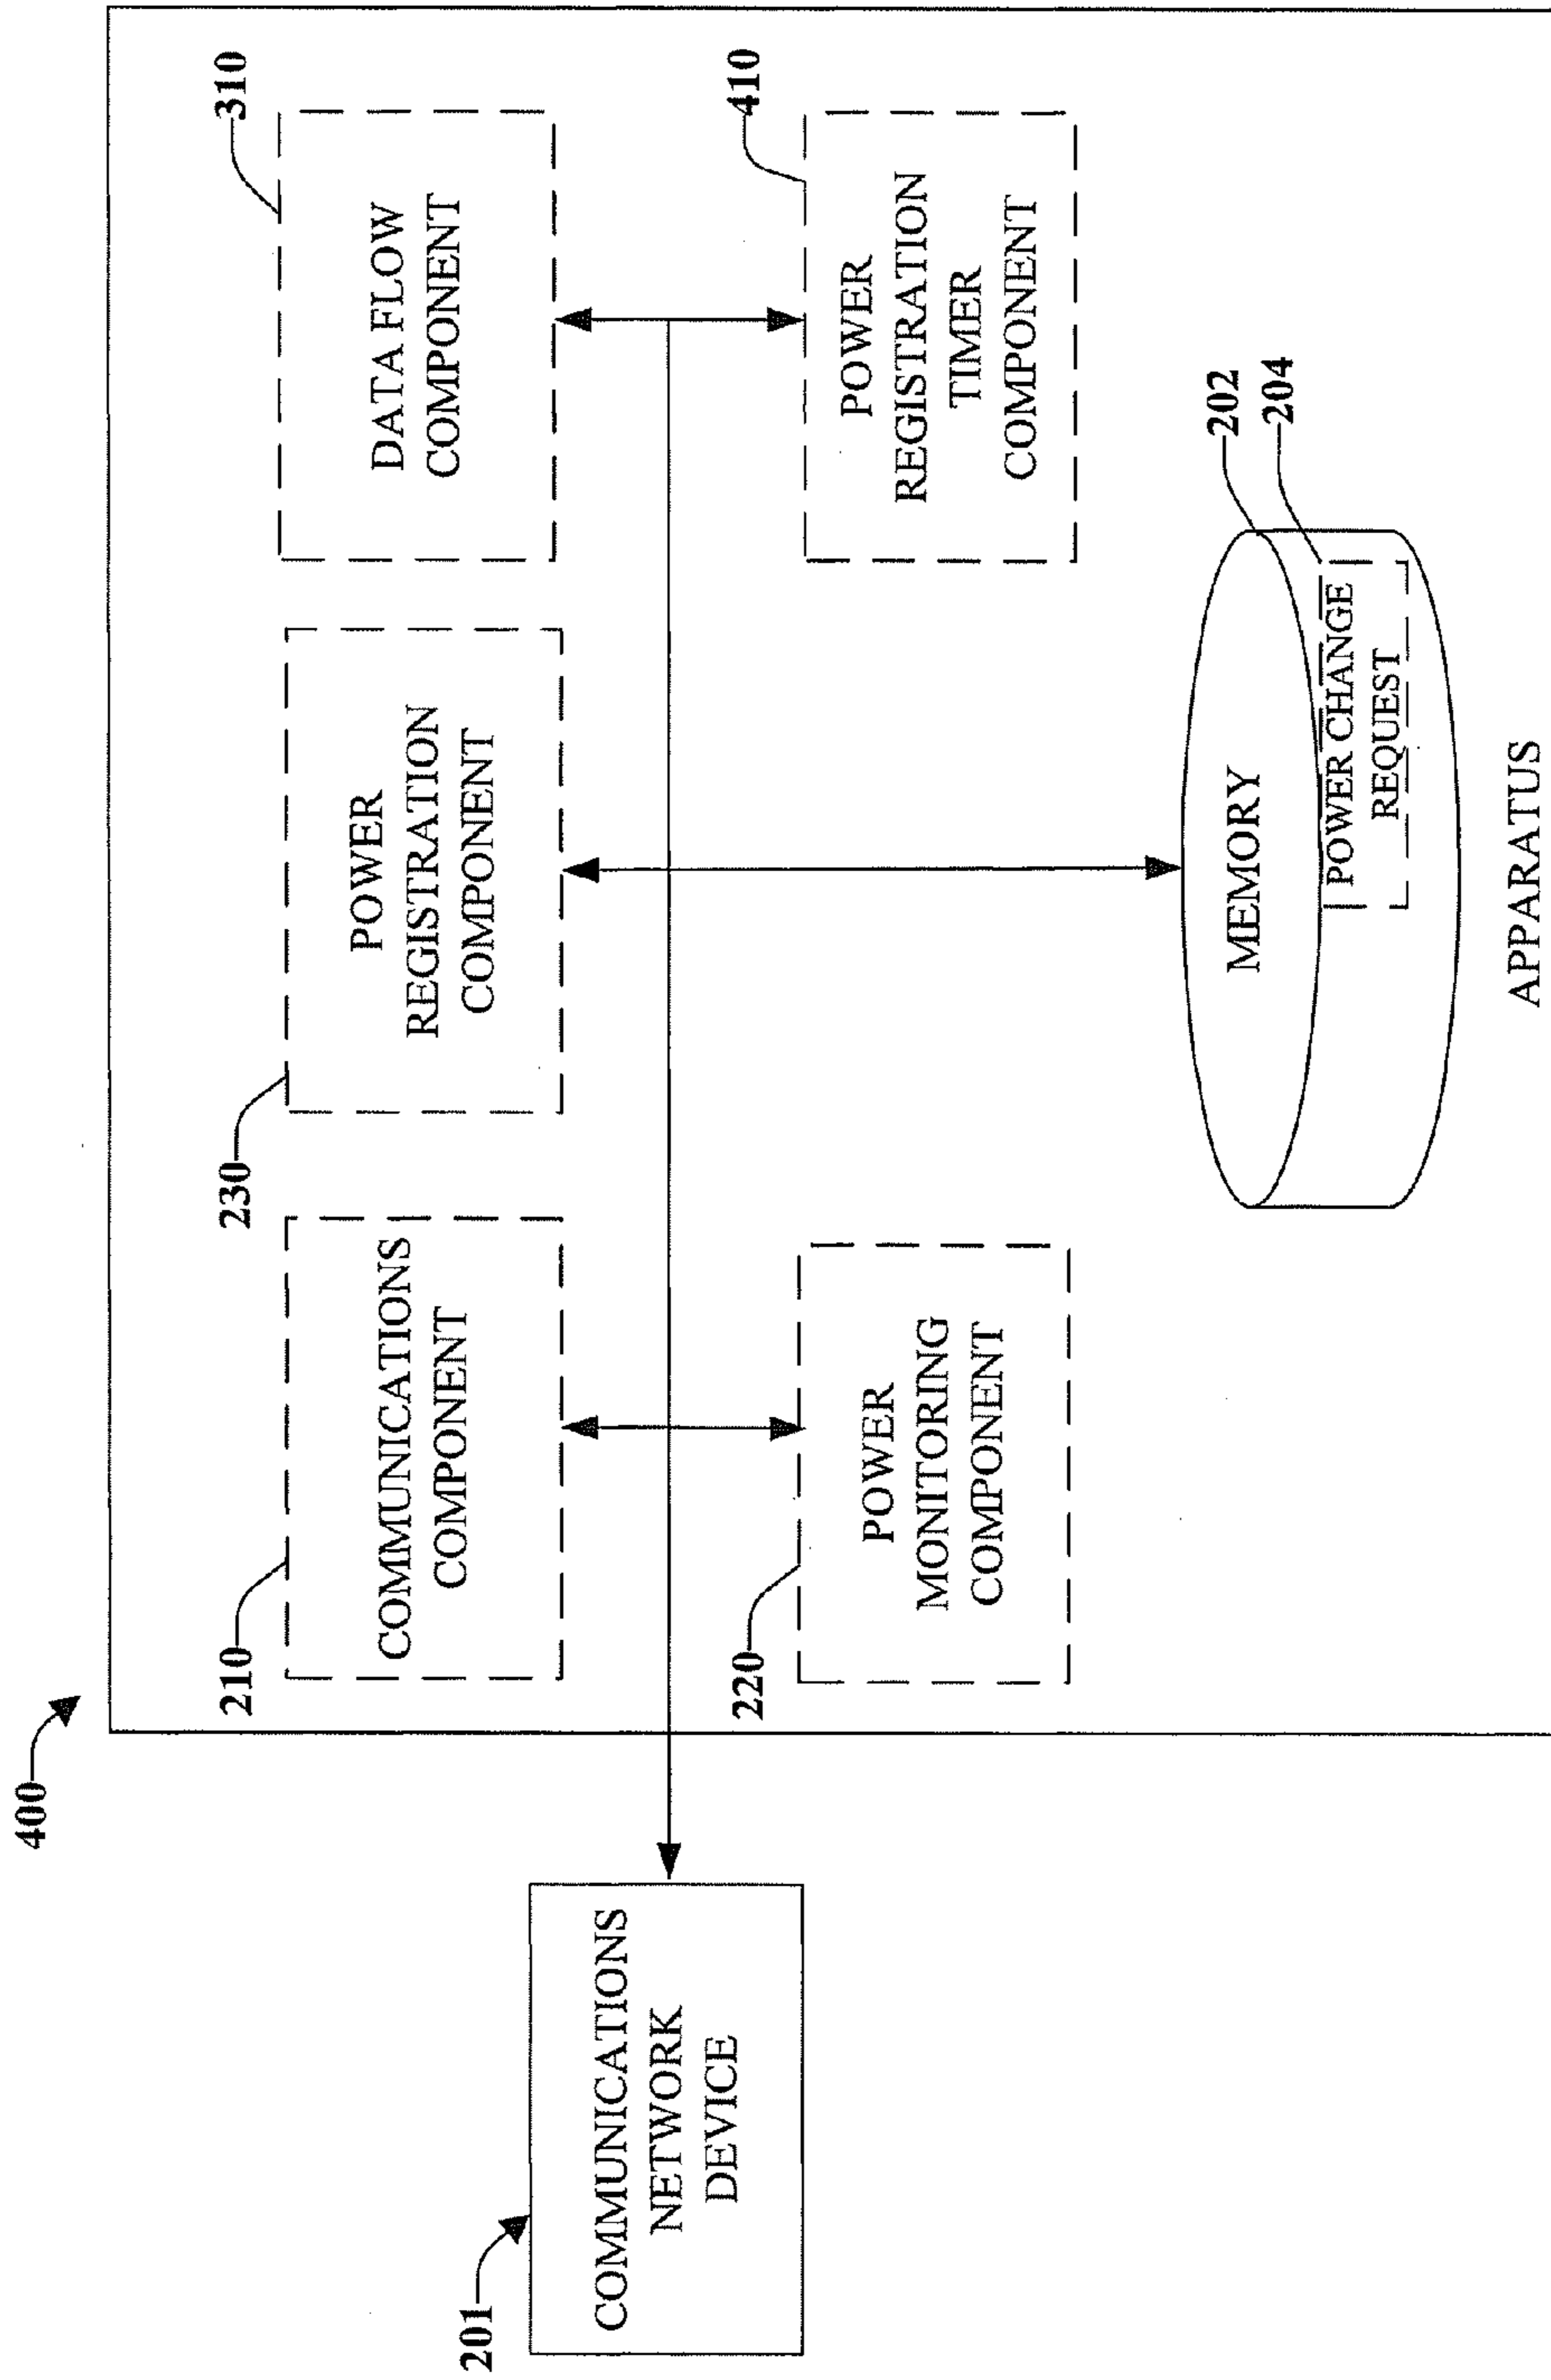 400
201
COMMUNICATIONS
NETWORK
DEVICE
210
COMMUNICATIONS
COMPONENT
230
POWER
REGISTRATION
COMPONENT
310
DATA FLOW
COMPONENT
220
POWER
MONITORING
COMPONENT
410
POWER
REGISTRATION
TIMER
COMPONENT
202
204
MEMORY
POWER CHANGE
REQUEST
APPARATUS